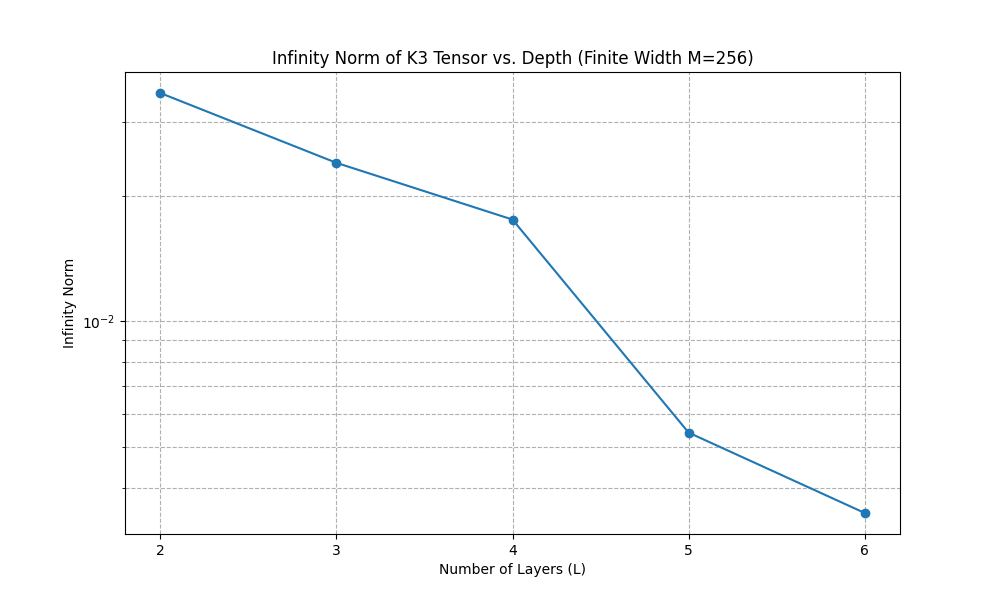 Infinity Norm of K3 Tensor vs. Depth (Finite Width M=256)
Infinity Norm
10⁻²
2 3 4 5 6
Number of Layers (L)